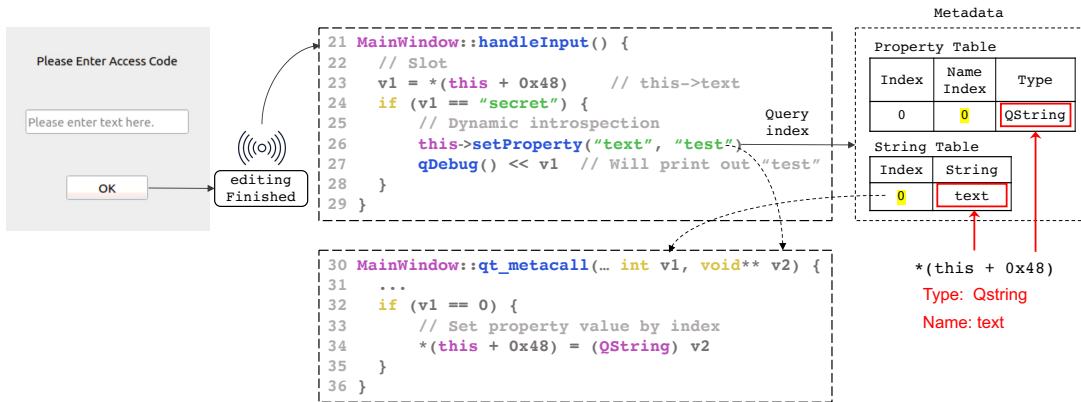 Please Enter Access Code
Please enter text here.
OK
editing
Finished
21 MainWindow::handleInput() {
22 // Slot
23 v1 = *(this + 0x48) // this->text
24 if (v1 == “secret”) {
25 // Dynamic introspection
26 this->setProperty(“text”, “test”)
27 qDebug() << v1 // Will print out “test”
28 }
29 }
Query
index
30 MainWindow::qt_metacall(… int v1, void** v2) {
31 ...
32 if (v1 == 0) {
33 // Set property value by index
34 *(this + 0x48) = (QString) v2
35 }
36 }
Metadata
Property Table
Index Name Index Type
0 0 QString
String Table
Index String
0 text
*(this + 0x48)
Type: Qstring
Name: text